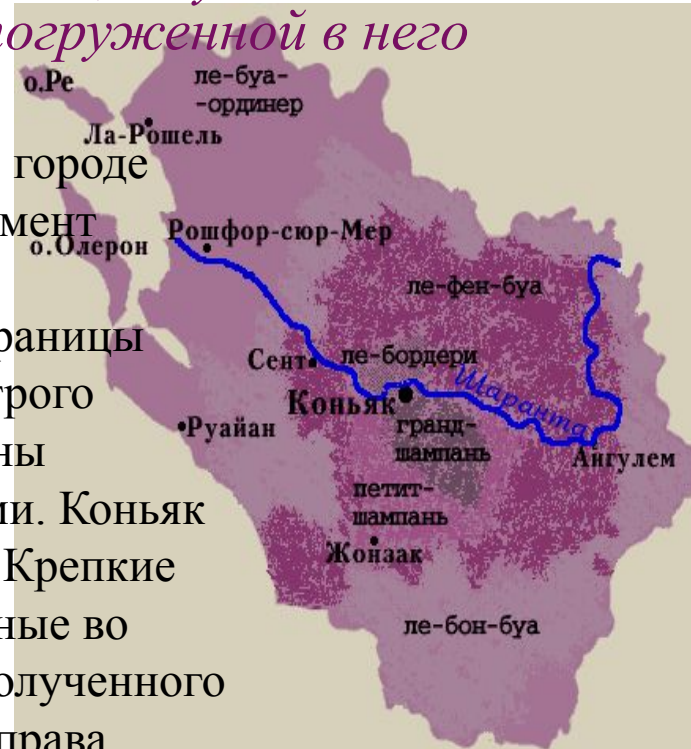 погруженной в него
о.Ре
ле-буа-
-ординер
Ла-Рошель
городе
мент
о.Олерон
Рошфор-сюр-Мер
ле-фен-буа
раницы
Сент
ле-бордери
трого
Коньяк
Шаранта
Руайан
гранд-
шампань
ны
Ангулем
петит-
шампань
ми. Коньяк
Жонзак
Крепкие
ные во
ле-бон-буа
олученного
права